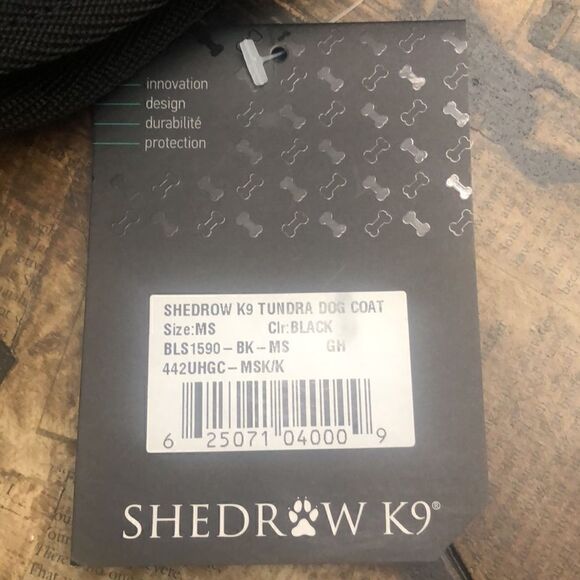 innovation
design
durabilité
protection
SHEDROW K9 TUNDRA DOG COAT
Size:MS Clr:BLACK
BLS1590-BK-MS GH
442UHGC-MSK/K
6 25071 04000 9
SHEDROW K9®